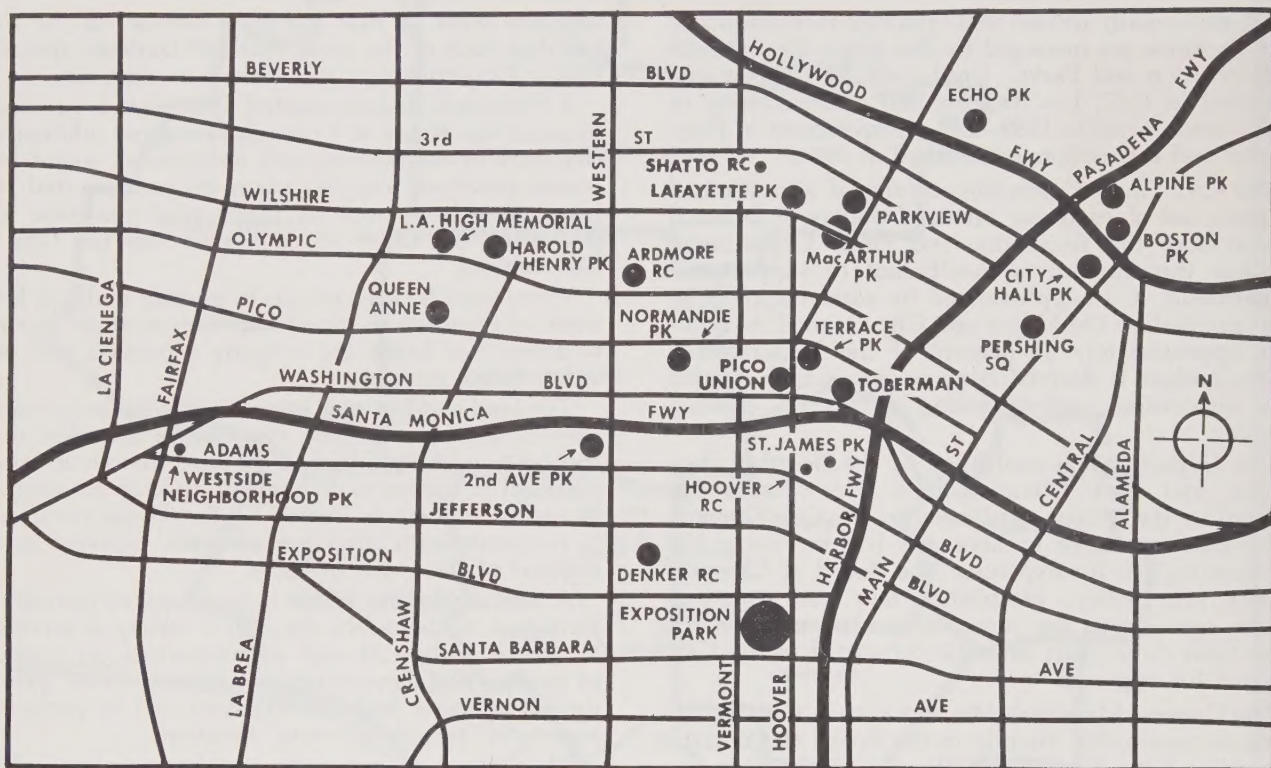 HOLLYWOOD
FWY
PASADENA FWY
BEVERLY
BLVD
ECHO PK
3rd
ST
WESTERN
SHATTO RC
LAFAYETTE PK
ALPINE PK
WILSHIRE
L.A. HIGH MEMORIAL
PARKVIEW
OLYMPIC
HAROLD
HENRY PK
ARDMORE
RC
MacARTHUR
PK
BOSTON
PK
CITY
HALL PK
QUEEN
ANNE
PICO
NORMANDIE
PK
TERRACE
PK
LA CIENEGA
FAIRFAX
PERSHING
SQ
PICO
UNION
WASHINGTON
BLVD
TOBERMAN
N
SANTA MONICA
FWY
ADAMS
ST. JAMES PK
WESTSIDE
NEIGHBORHOOD PK
2nd AVE PK
HOOVER
RC
HARBOR FWY
MAIN
ST
CENTRAL
ALAMEDA
JEFFERSON
BLVD
EXPOSITION
BLVD
BLVD
DENKER RC
EXPOSITION
PARK
LA BREA
CRENSHAW
SANTA BARBARA
AVE
VERNON
VERMONT
HOOVER
AVE